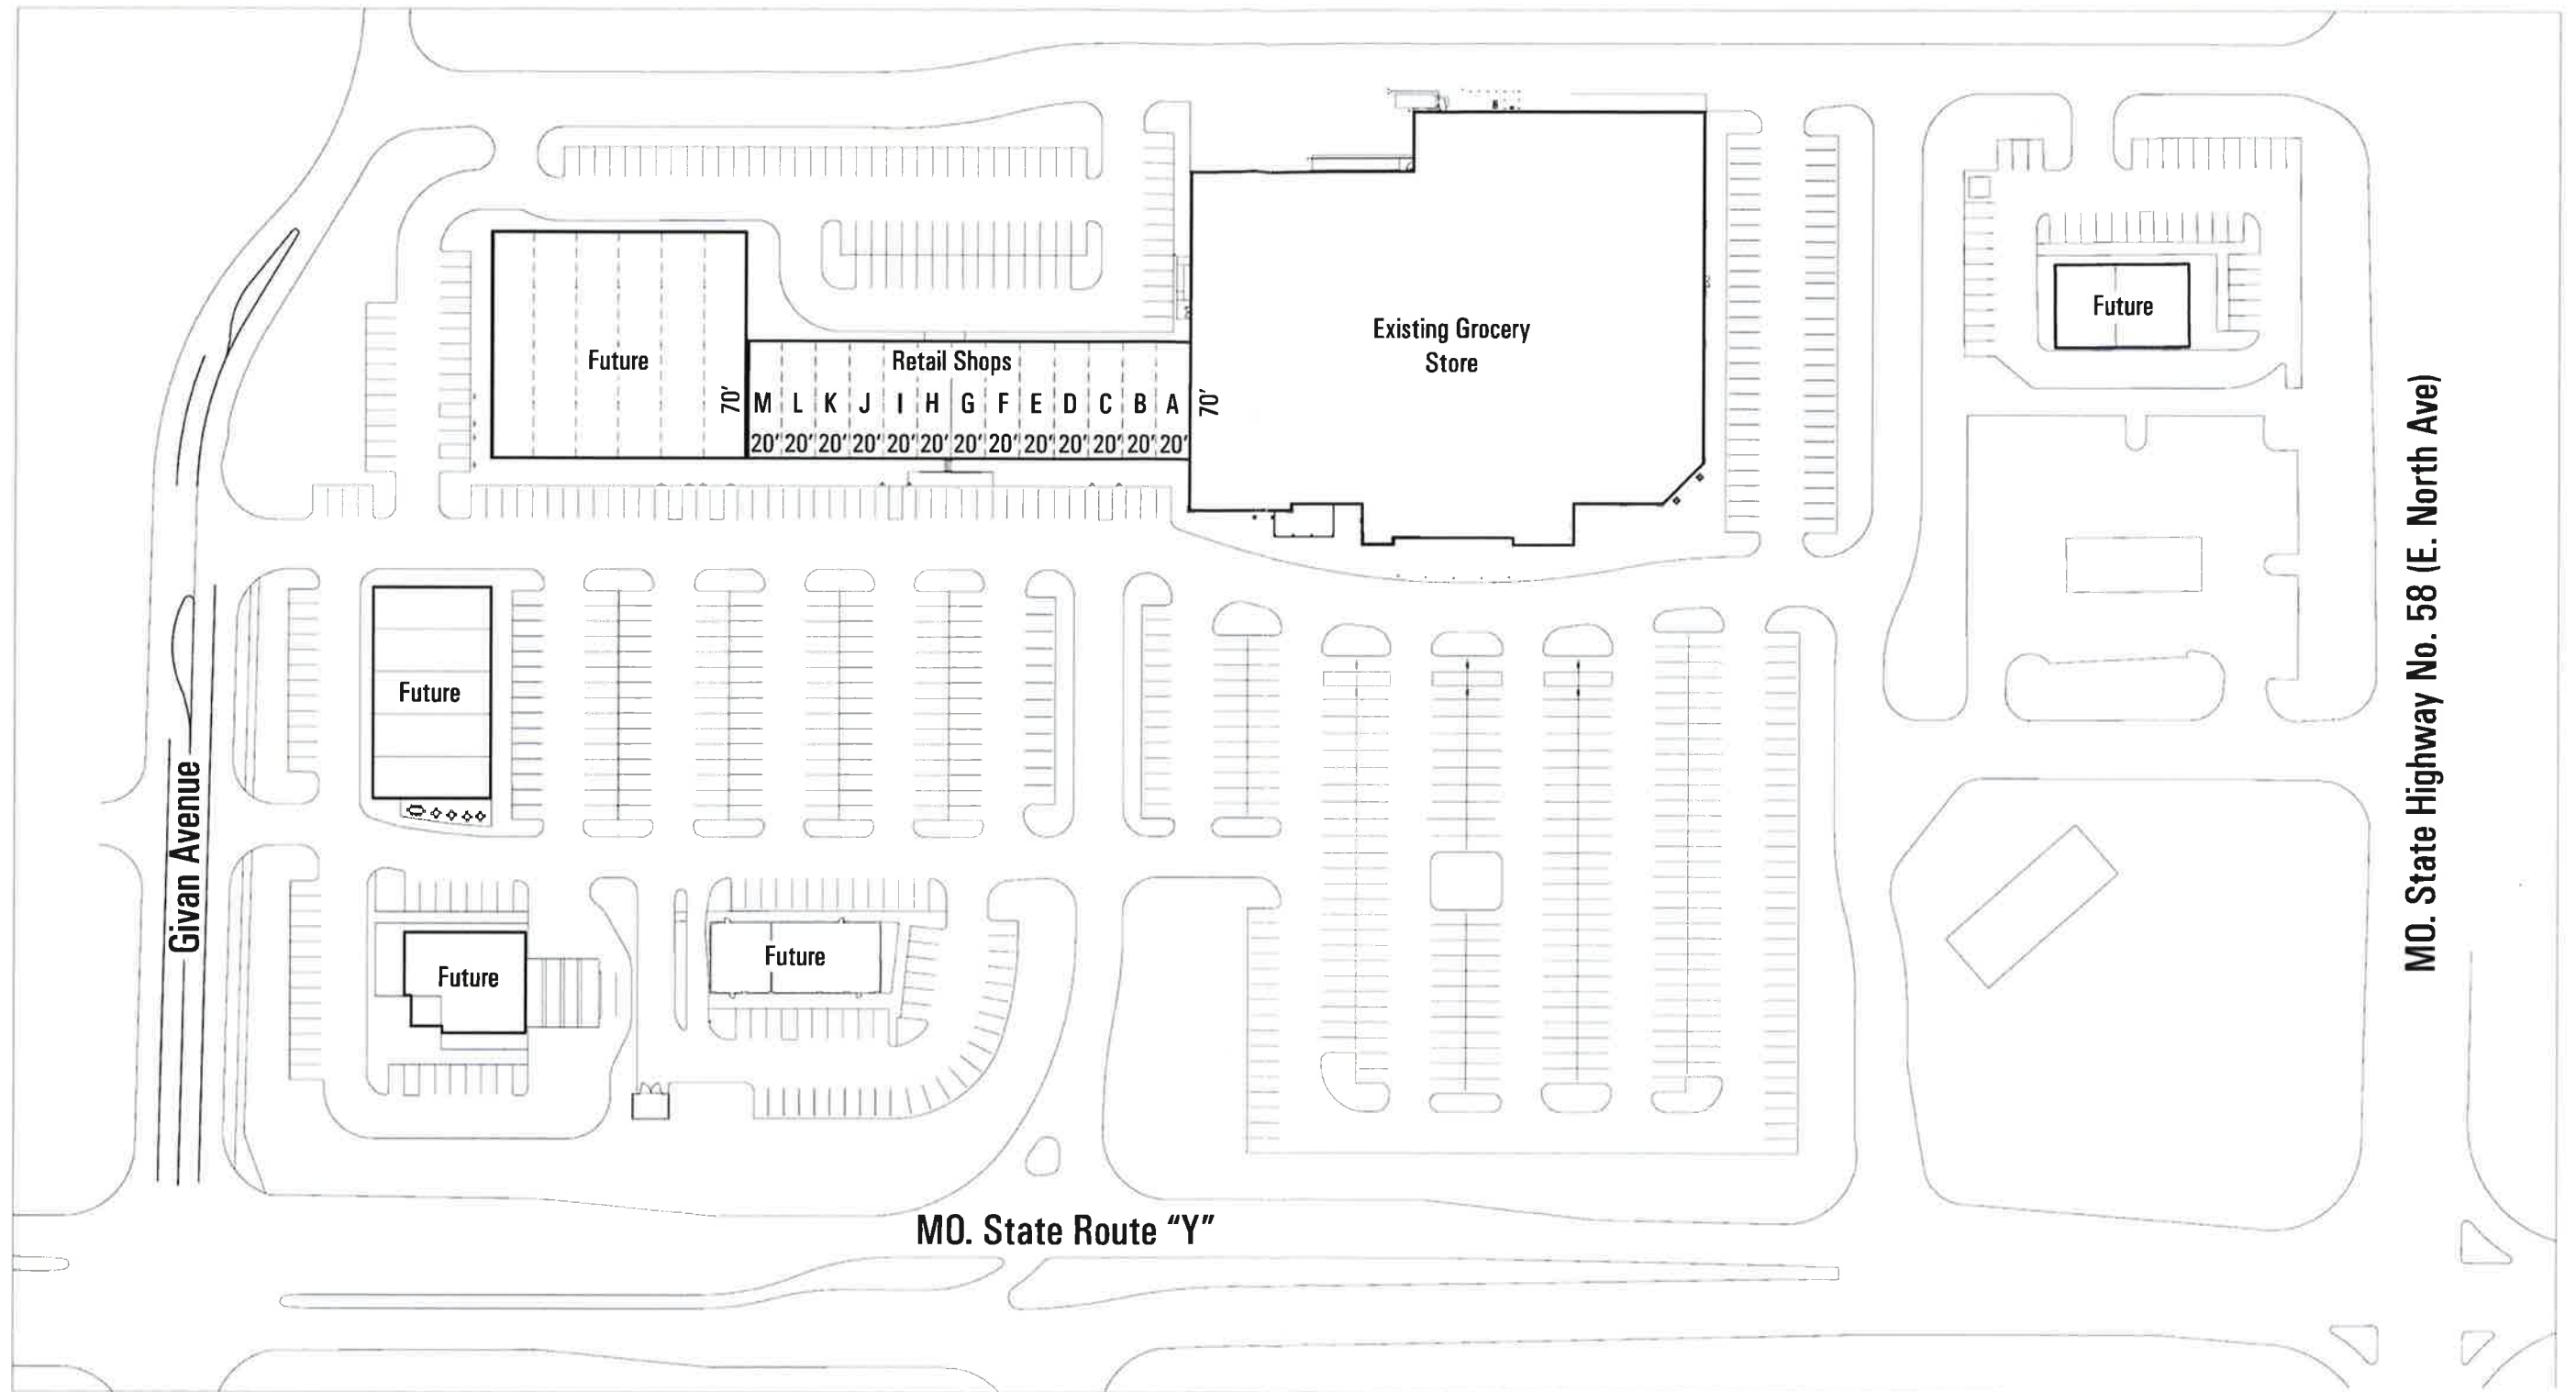 Existing Grocery
Store
Future
Future
Retail Shops
70'
M L K J I H G F E D C B A
70'
20' 20' 20' 20' 20' 20' 20' 20' 20' 20' 20' 20' 20'
Future
Future
Future
Givan Avenue
MO. State Highway No. 58 (E. North Ave)
MO. State Route “Y”